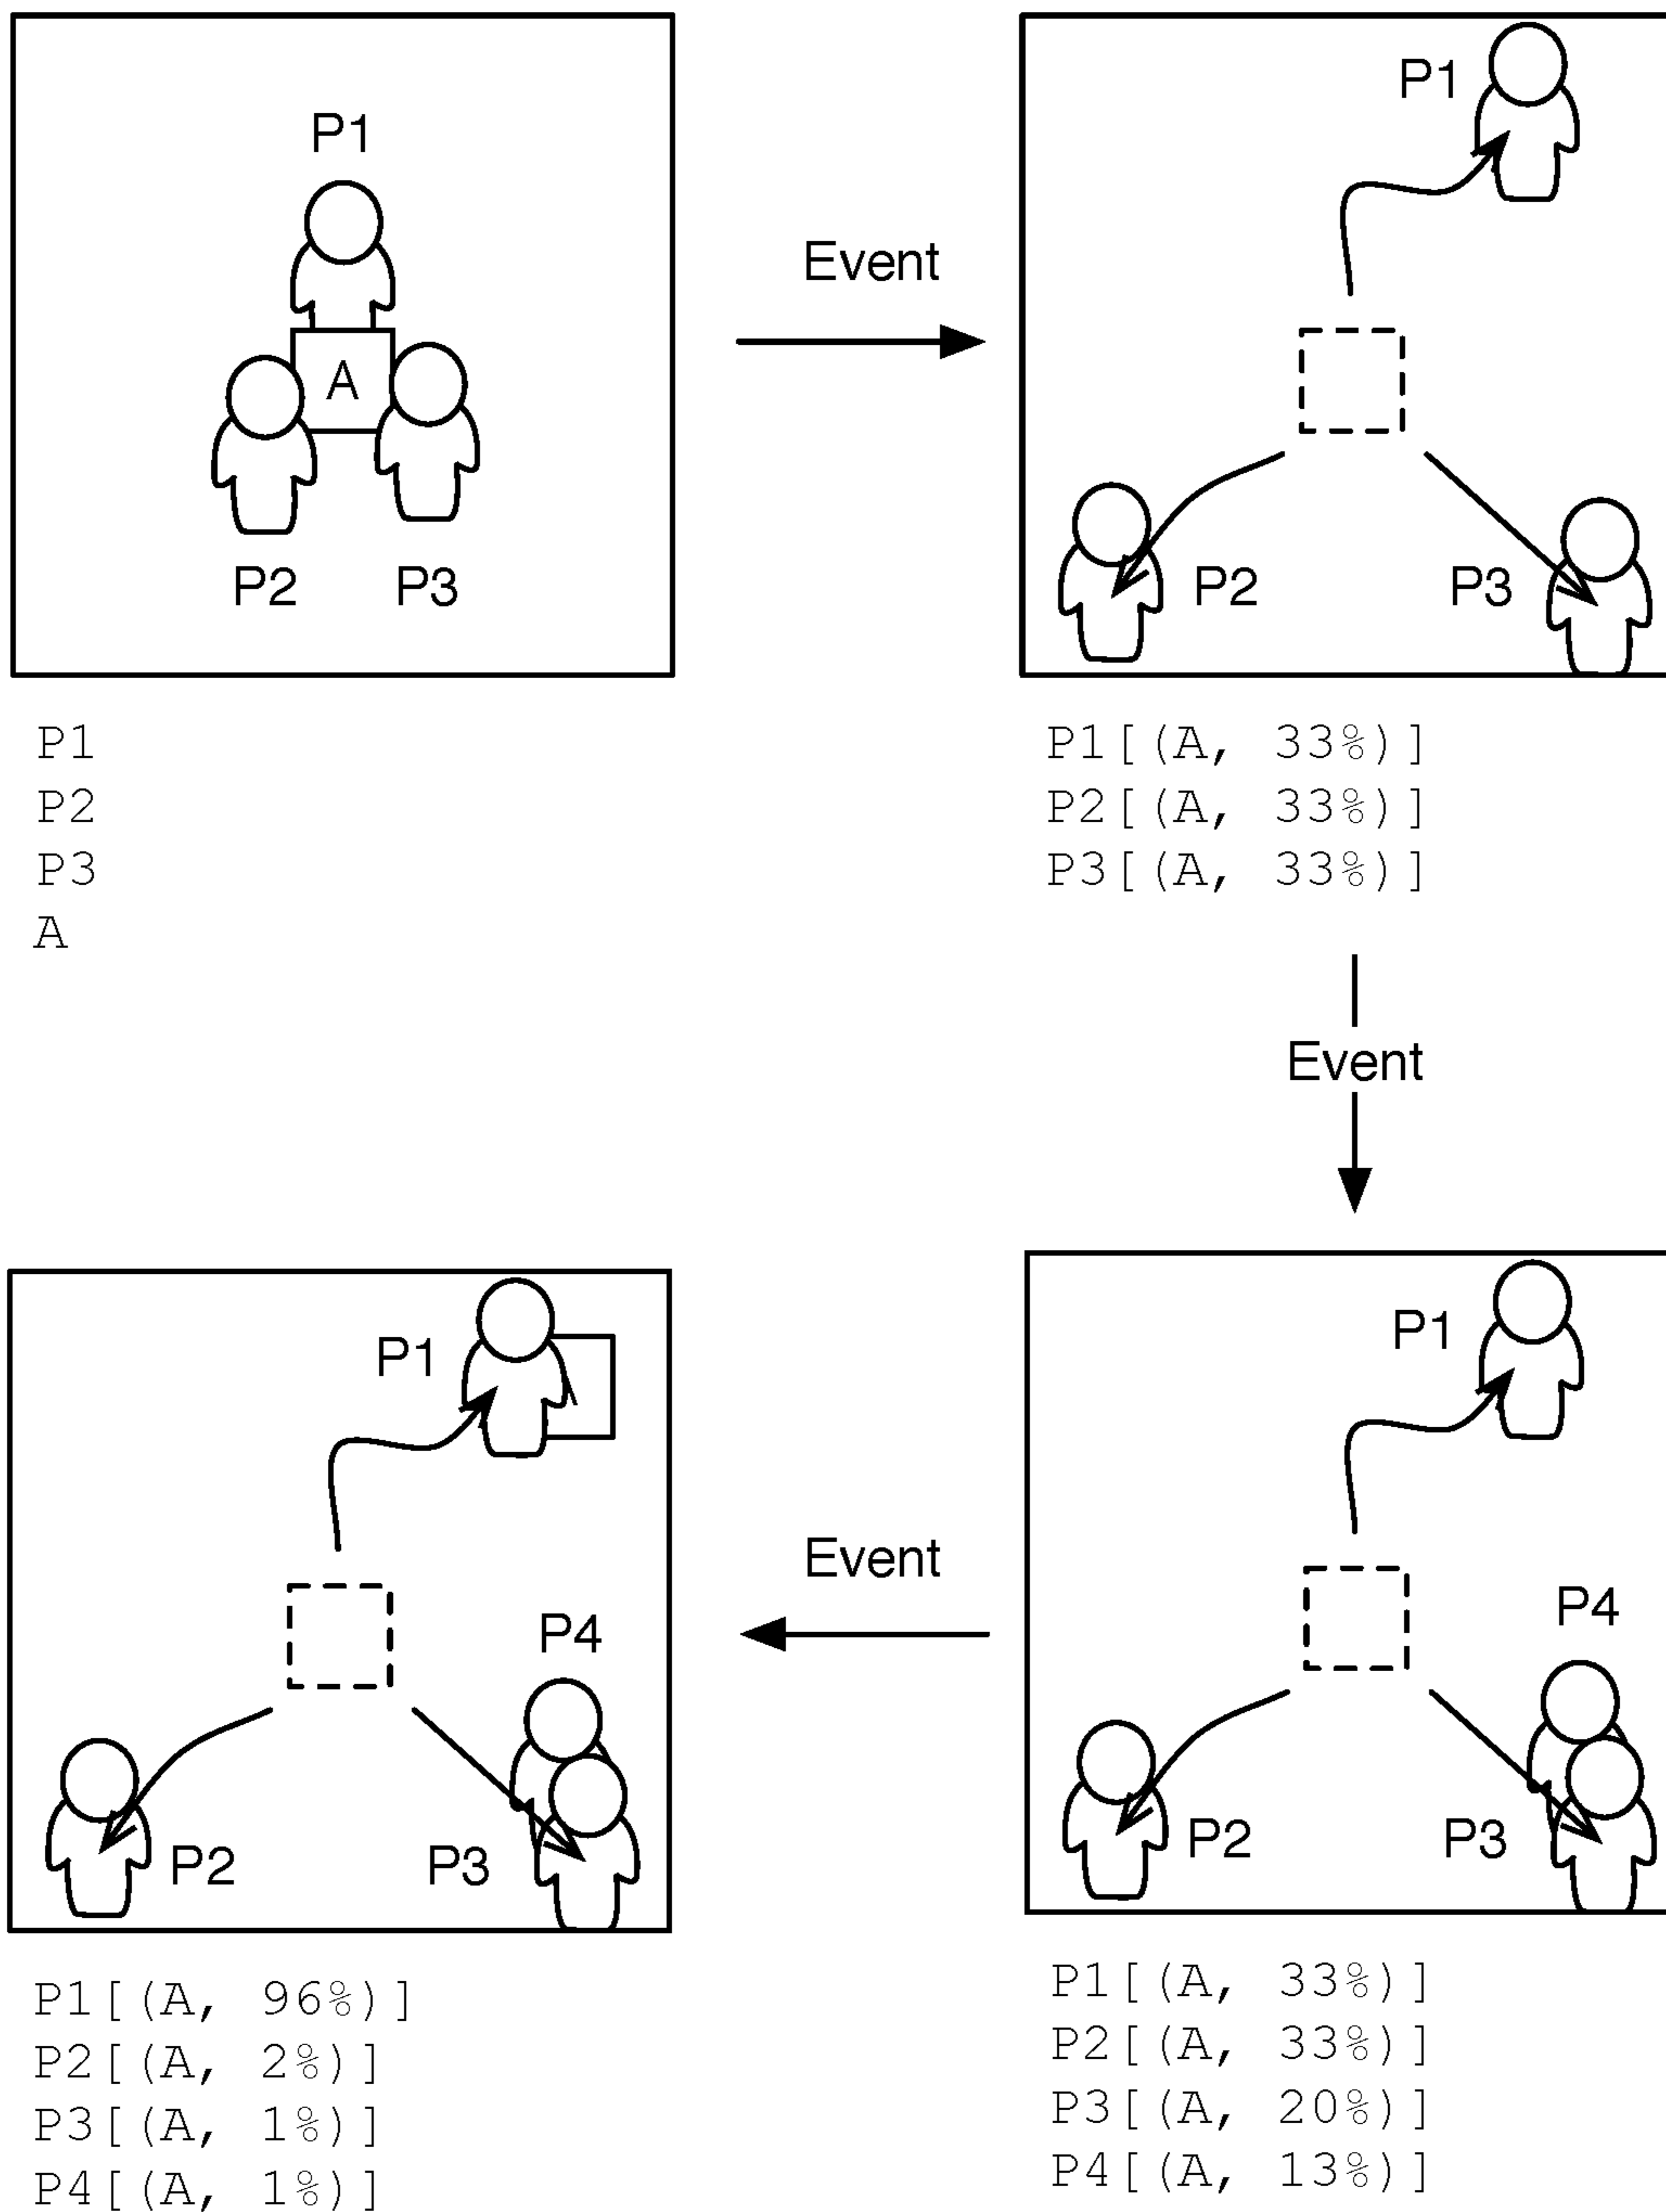 P1
A
P2 P3
P1
P2
P3
A
Event
P1
P2 P3
P1[(A, 33%)]
P2[(A, 33%)]
P3[(A, 33%)]
Event
P1
P4
P2 P3
P1[(A, 33%)]
P2[(A, 33%)]
P3[(A, 20%)]
P4[(A, 13%)]
Event
P1
P4
P2 P3
P1[(A, 96%)]
P2[(A, 2%)]
P3[(A, 1%)]
P4[(A, 1%)]